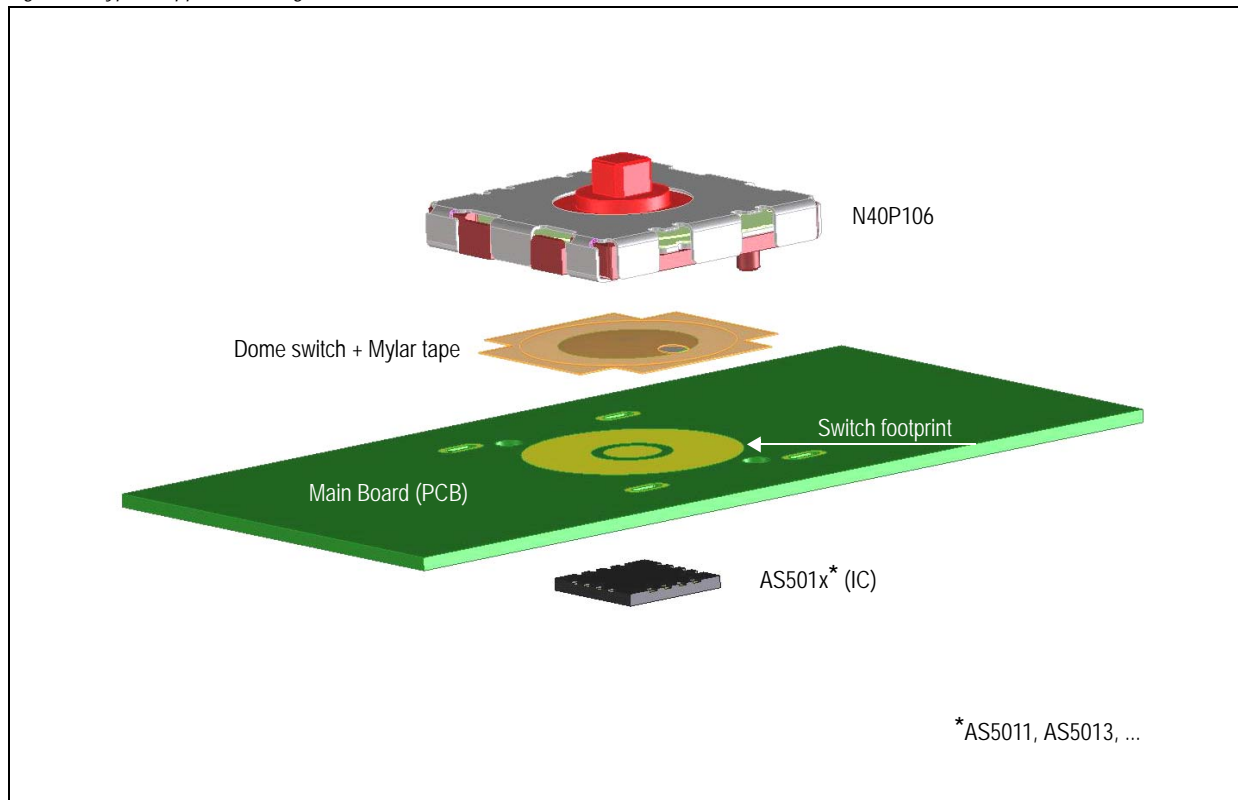 N40P106
Dome switch + Mylar tape
Switch footprint
Main Board (PCB)
AS501x* (IC)
*AS5011, AS5013, ...